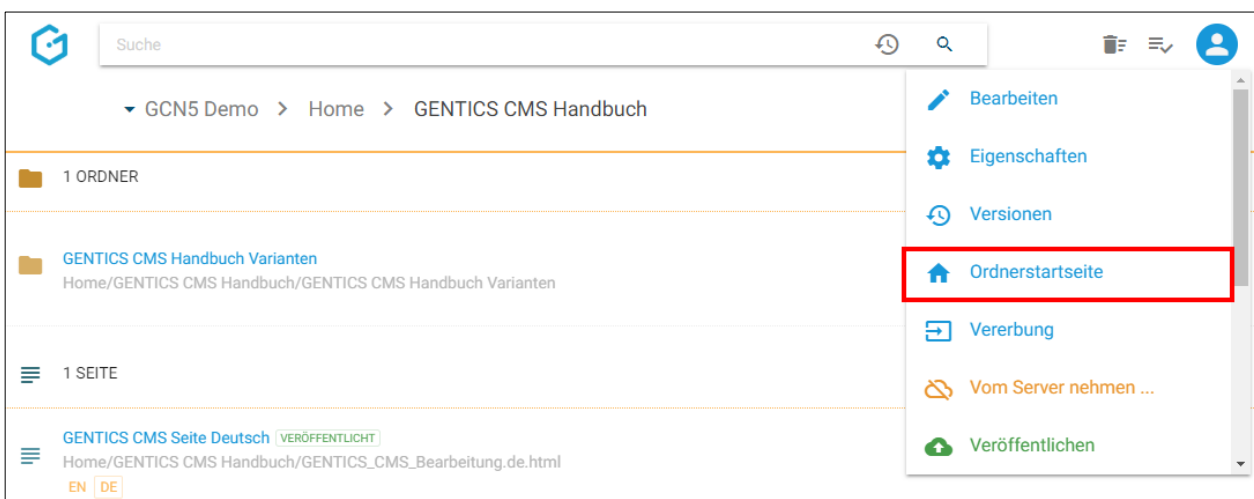 Suche
GCN5 Demo > Home > GENTICS CMS Handbuch
1 ORDNER
GENTICS CMS Handbuch Varianten
Home/GENTICS CMS Handbuch/GENTICS CMS Handbuch Varianten
1 SEITE
GENTICS CMS Seite Deutsch VERÖFFENTLICHT
Home/GENTICS CMS Handbuch/GENTICS_CMS_Bearbeitung.de.html
EN DE
Bearbeiten
Eigenschaften
Versionen
Ordnerstartseite
Vererbung
Vom Server nehmen ...
Veröffentlichen